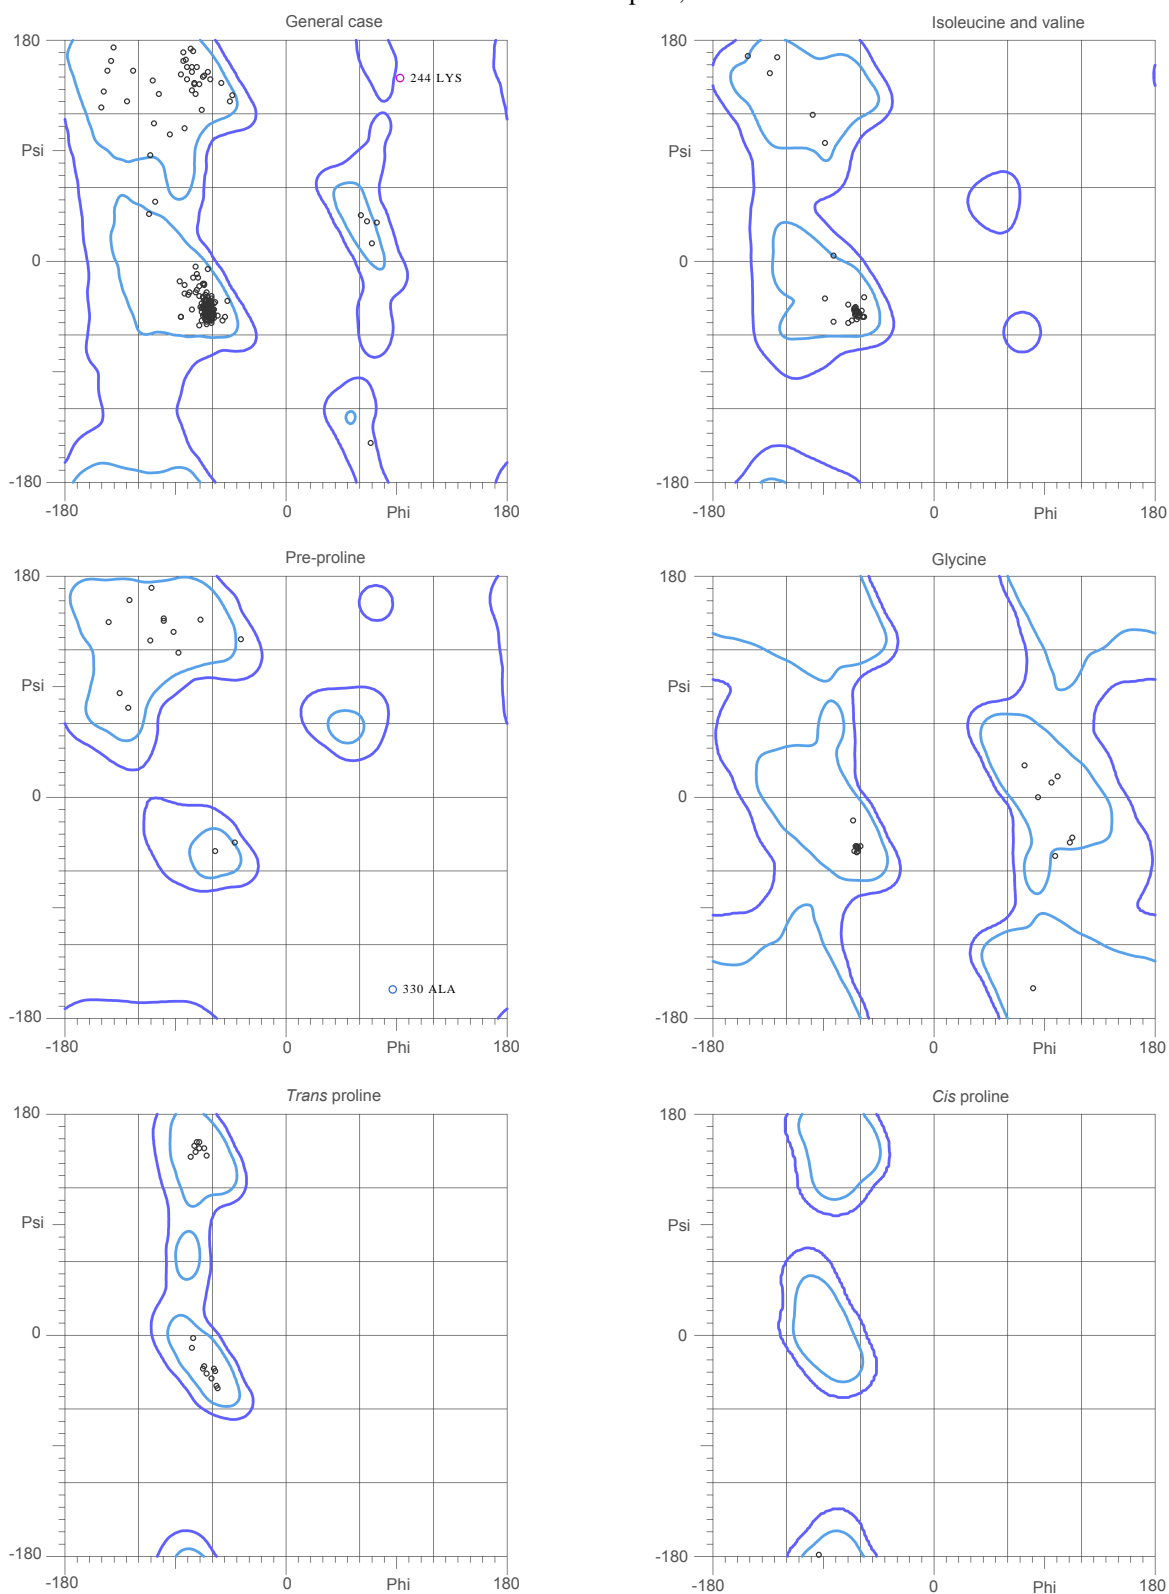 General case
Isoleucine and valine
180
180
244 LYS
Psi
Psi
0
0
-180
-180
-180
0
Phi
180
-180
0
Phi
180
Pre-proline
Glycine
180
180
Psi
Psi
0
0
330 ALA
-180
-180
-180
0
Phi
180
-180
0
Phi
180
Trans proline
Cis proline
180
180
Psi
Psi
0
0
-180
-180
-180
0
Phi
180
-180
0
Phi
180